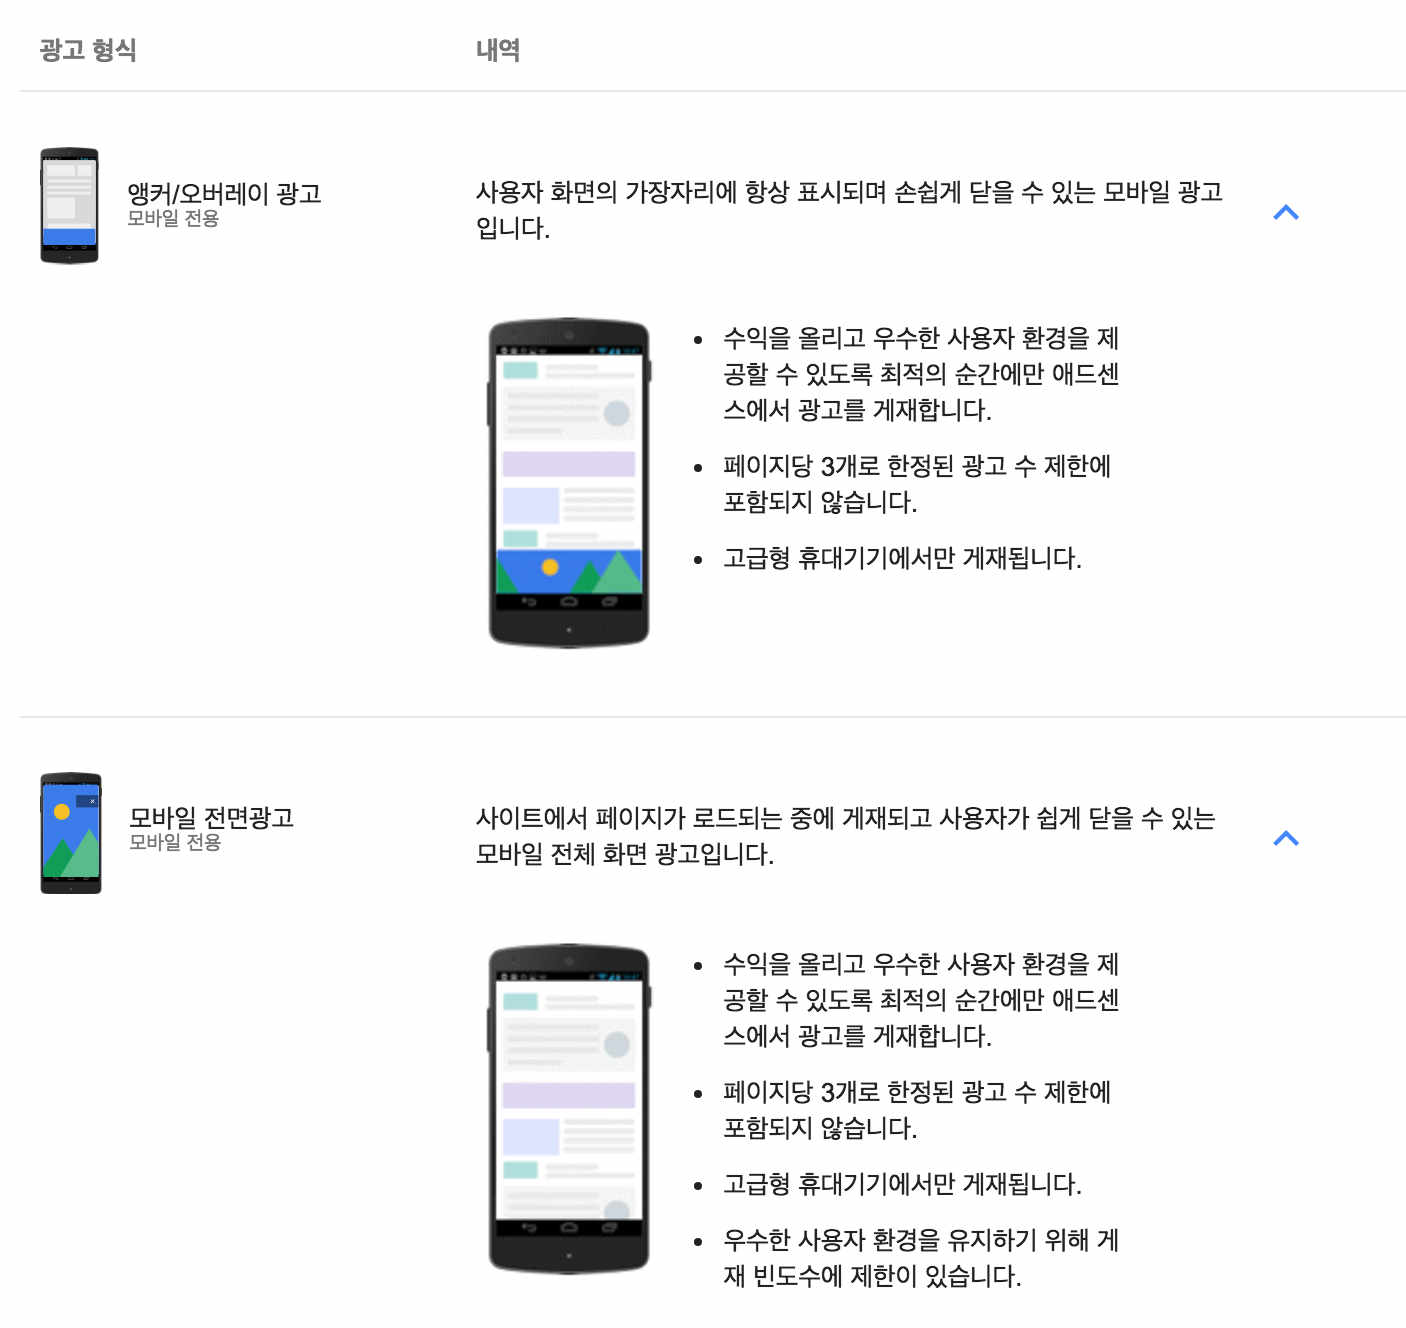 광고 형식
내역
앵커/오버레이 광고
모바일 전용
사용자 화면의 가장자리에 항상 표시되며 손쉽게 닫을 수 있는 모바일 광고
입니다.
수익을 올리고 우수한 사용자 환경을 제
공할 수 있도록 최적의 순간에만 애드센
스에서 광고를 게재합니다.
페이지당 3개로 한정된 광고 수 제한에
포함되지 않습니다.
고급형 휴대기기에서만 게재됩니다.
모바일 전면광고
모바일 전용
사이트에서 페이지가 로드되는 중에 게재되고 사용자가 쉽게 닫을 수 있는
모바일 전체 화면 광고입니다.
수익을 올리고 우수한 사용자 환경을 제
공할 수 있도록 최적의 순간에만 애드센
스에서 광고를 게재합니다.
페이지당 3개로 한정된 광고 수 제한에
포함되지 않습니다.
고급형 휴대기기에서만 게재됩니다.
우수한 사용자 환경을 유지하기 위해 게
재 빈도수에 제한이 있습니다.